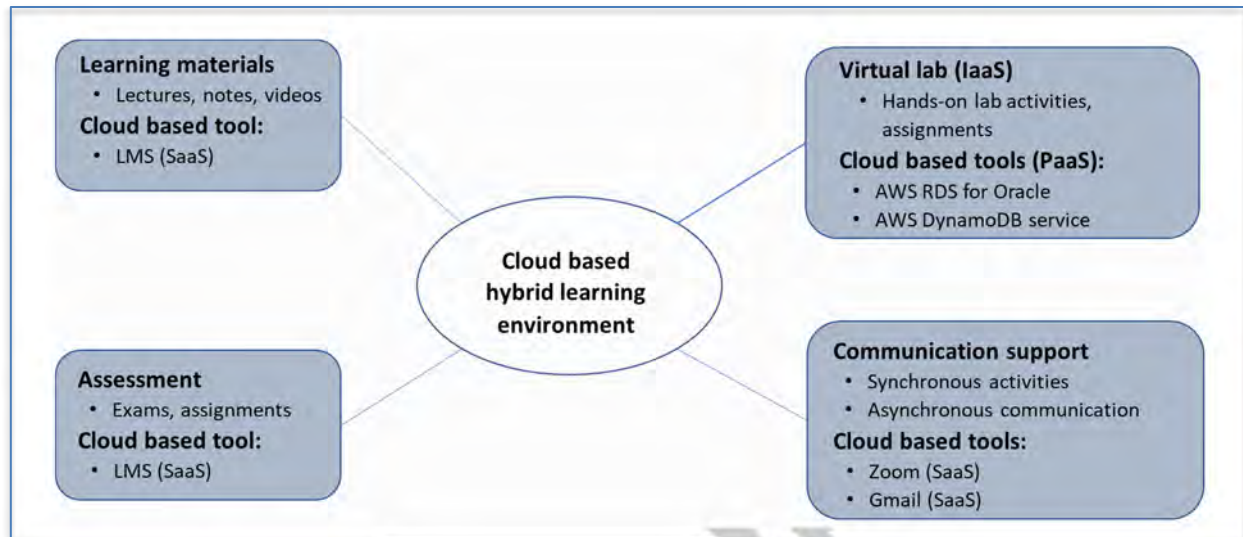 Learning materials
• Lectures, notes, videos
Cloud based tool:
• LMS (SaaS)
Virtual lab (IaaS)
• Hands-on lab activities,
assignments
Cloud based tools (PaaS):
• AWS RDS for Oracle
• AWS DynamoDB service
Cloud based
hybrid learning
environment
Assessment
• Exams, assignments
Cloud based tool:
• LMS (SaaS)
Communication support
• Synchronous activities
• Asynchronous communication
Cloud based tools:
• Zoom (SaaS)
• Gmail (SaaS)